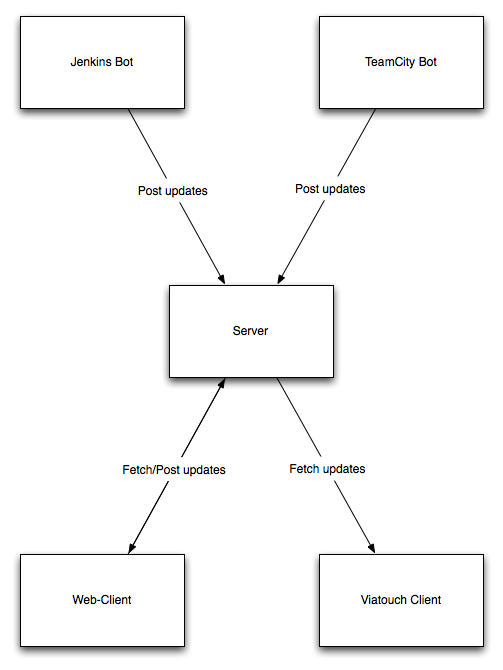 Jenkins Bot
TeamCity Bot
Post updates
Post updates
Server
Fetch/Post updates
Fetch updates
Web-Client
Viatouch Client